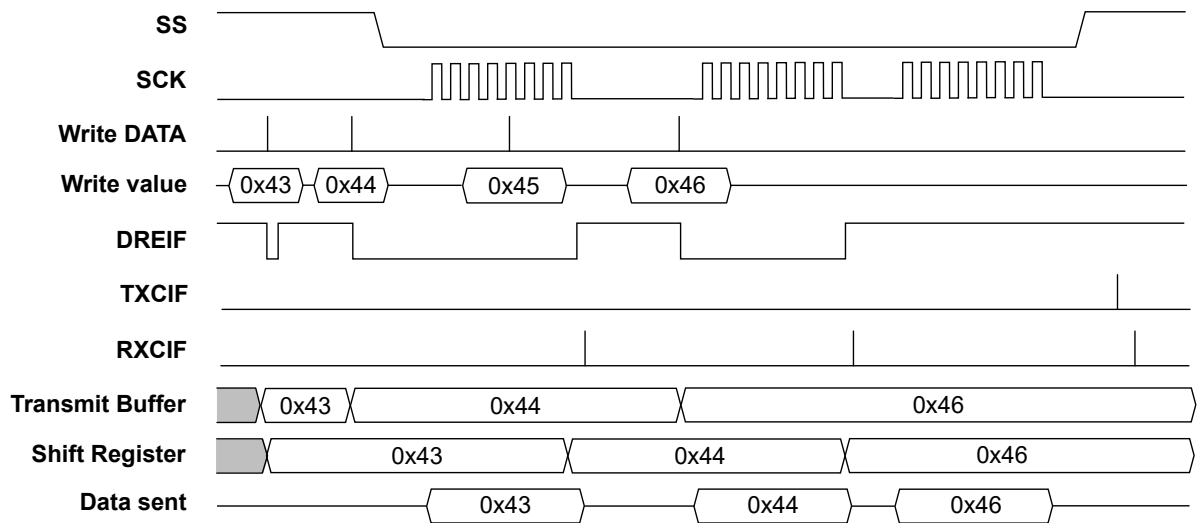 SS
SCK
Write DATA
Write value 0x43 0x44 0x45 0x46
DREIF
TXCIF
RXCIF
Transmit Buffer 0x43 0x44 0x46
Shift Register 0x43 0x44 0x46
Data sent 0x43 0x44 0x46